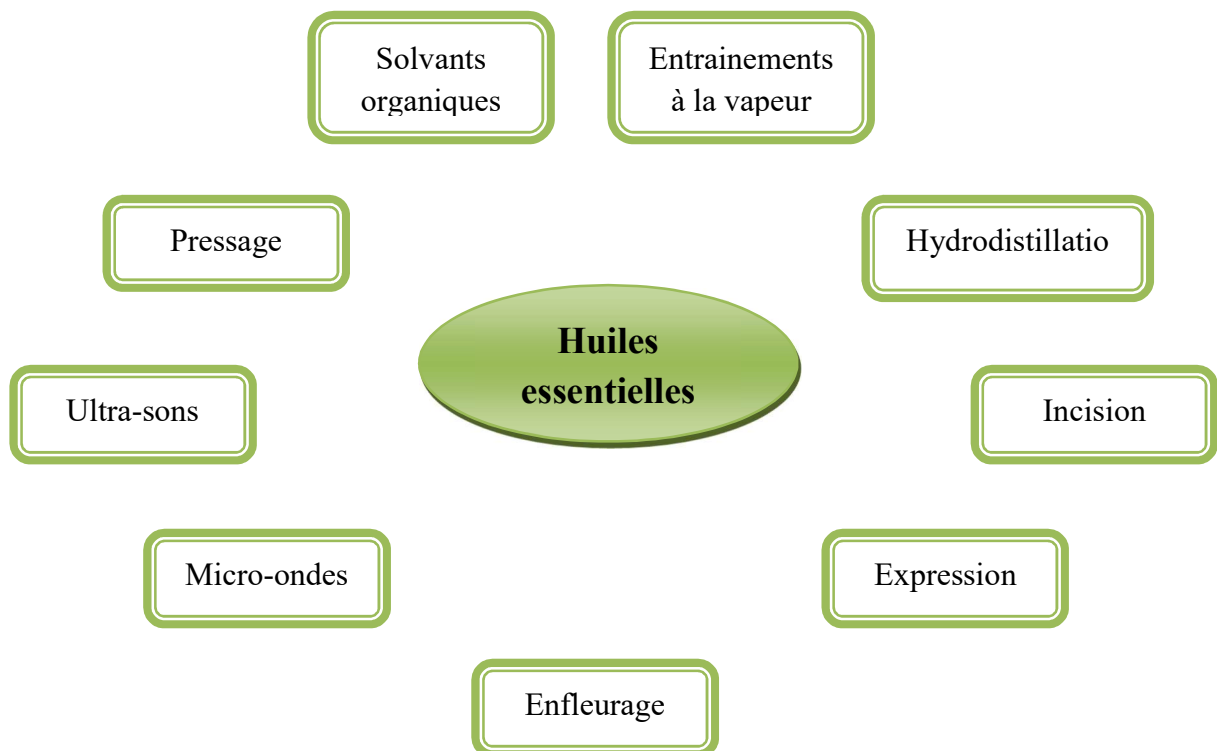 Solvants
organiques
Entrainements
à la vapeur
Pressage
Hydrodistillatio
Huiles
essentielles
Ultra-sons
Incision
Micro-ondes
Expression
Enfleurage